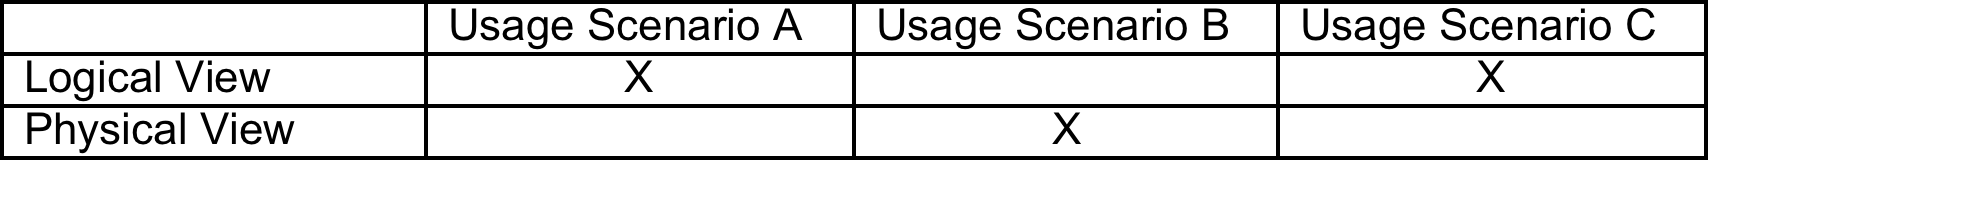 Usage Scenario A Usage Scenario B Usage Scenario C
Logical View X X
Physical View X